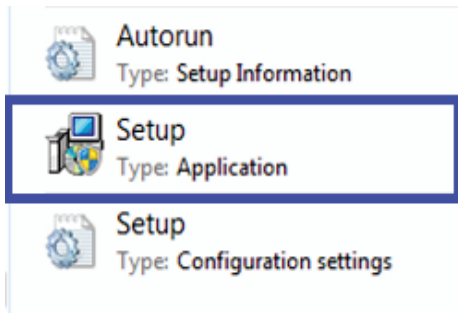 Autorun
Type: Setup Information
Setup
Type: Application
Setup
Type: Configuration settings